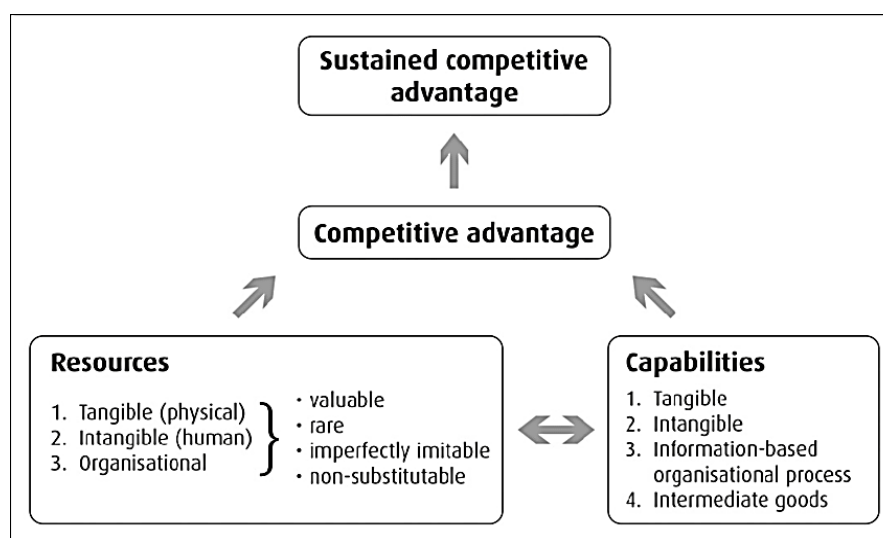 Sustained competitive
advantage
Competitive advantage
Resources
1. Tangible (physical)
2. Intangible (human)
3. Organisational
· valuable
· rare
· imperfectly imitable
· non-substitutable
Capabilities
1. Tangible
2. Intangible
3. Information-based
organisational process
4. Intermediate goods